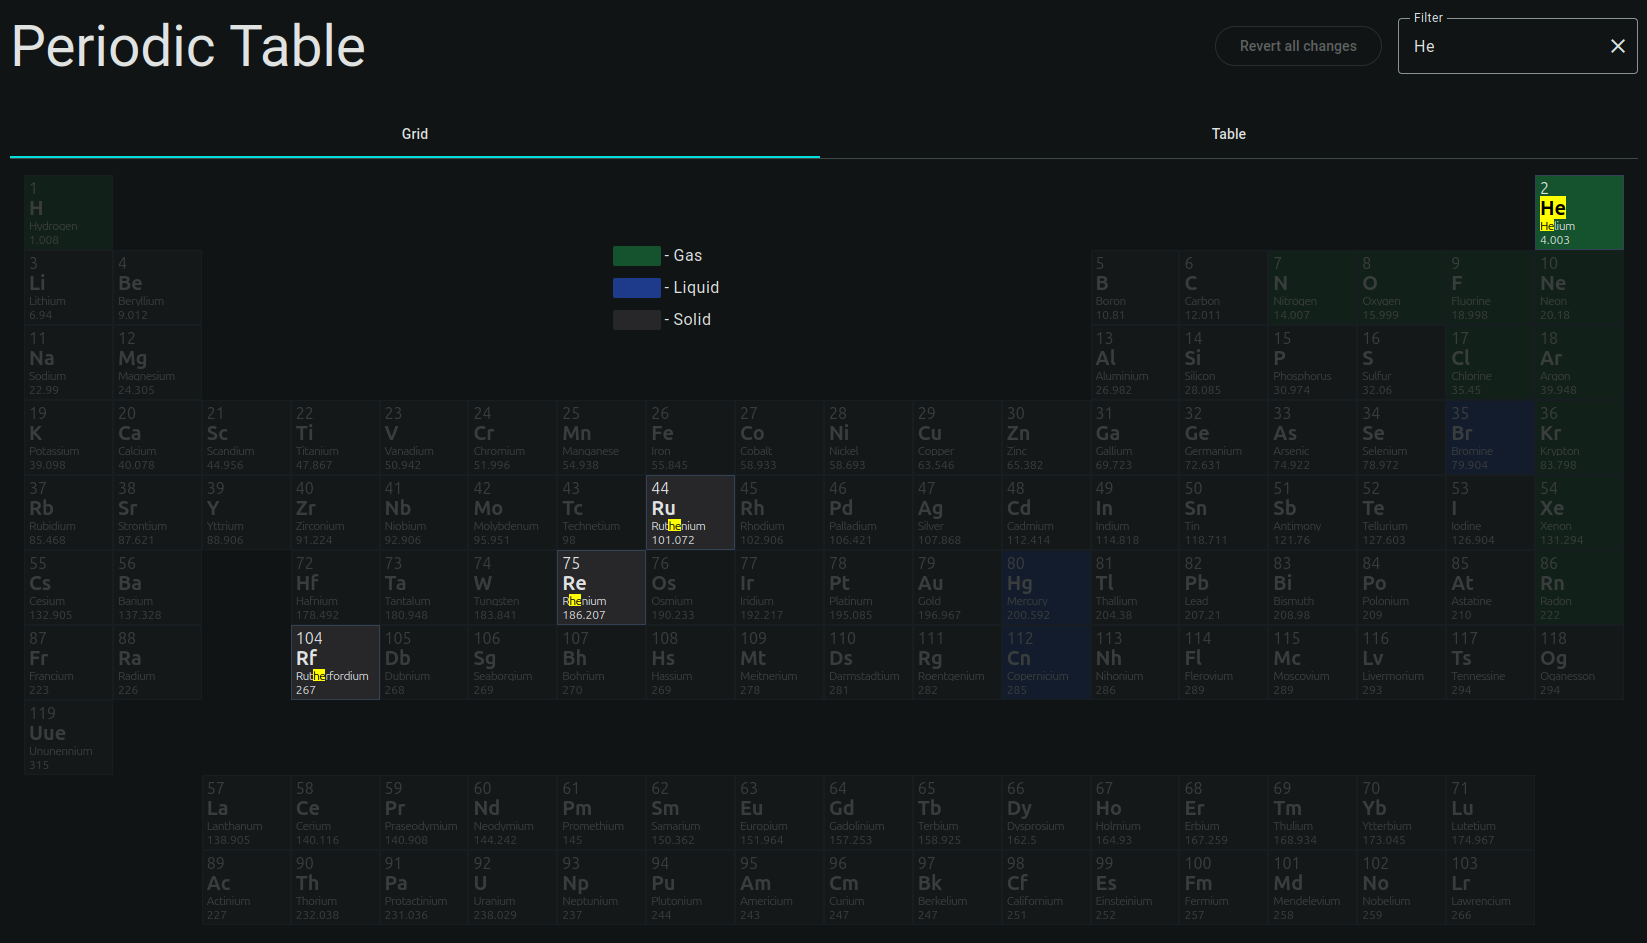 Periodic Table
Revert all changes
Filter
He
Grid
Table
1
H
Hydrogen
1.008
2
He
Helium
4.003
- Gas
- Liquid
- Solid
3
Li
Lithium
6.94
4
Be
Beryllium
9.012
5
B
Boron
10.81
6
C
Carbon
12.011
7
N
Nitrogen
14.007
8
O
Oxygen
15.999
9
F
Fluorine
18.998
10
Ne
Neon
20.18
11
Na
Sodium
22.99
12
Mg
Magnesium
24.305
13
Al
Aluminium
26.982
14
Si
Silicon
28.085
15
P
Phosphorus
30.974
16
S
Sulfur
32.06
17
Cl
Chlorine
35.45
18
Ar
Argon
39.948
19
K
Potassium
39.098
20
Ca
Calcium
40.078
21
Sc
Scandium
44.956
22
Ti
Titanium
47.867
23
V
Vanadium
50.942
24
Cr
Chromium
51.996
25
Mn
Manganese
54.938
26
Fe
Iron
55.845
27
Co
Cobalt
58.933
28
Ni
Nickel
58.693
29
Cu
Copper
63.546
30
Zn
Zinc
65.382
31
Ga
Gallium
69.723
32
Ge
Germanium
72.631
33
As
Arsenic
74.922
34
Se
Selenium
78.972
35
Br
Bromine
79.904
36
Kr
Krypton
83.798
37
Rb
Rubidium
85.468
38
Sr
Strontium
87.621
39
Y
Yttrium
88.906
40
Zr
Zirconium
91.224
41
Nb
Niobium
92.906
42
Mo
Molybdenum
95.951
43
Tc
Technetium
98
44
Ru
Ruthenium
101.072
45
Rh
Rhodium
102.906
46
Pd
Palladium
106.421
47
Ag
Silver
107.868
48
Cd
Cadmium
112.414
49
In
Indium
114.818
50
Sn
Tin
118.711
51
Sb
Antimony
121.76
52
Te
Tellurium
127.603
53
I
Iodine
126.904
54
Xe
Xenon
131.294
55
Cs
Cesium
132.905
56
Ba
Barium
137.328
72
Hf
Hafnium
178.492
73
Ta
Tantalum
180.948
74
W
Tungsten
183.841
75
Re
Rhenium
186.207
76
Os
Osmium
190.233
77
Ir
Iridium
192.217
78
Pt
Platinum
195.085
79
Au
Gold
196.967
80
Hg
Mercury
200.592
81
Tl
Thallium
204.38
82
Pb
Lead
207.21
83
Bi
Bismuth
208.98
84
Po
Polonium
209
85
At
Astatine
210
86
Rn
Radon
222
87
Fr
Francium
223
88
Ra
Radium
226
104
Rf
Rutherfordium
267
105
Db
Dubnium
268
106
Sg
Seaborgium
269
107
Bh
Bohrium
270
108
Hs
Hassium
269
109
Mt
Meitnerium
278
110
Ds
Darmstadtium
281
111
Rg
Roentgenium
282
112
Cn
Copernicium
285
113
Nh
Nihonium
286
114
Fl
Flerovium
289
115
Mc
Moscovium
289
116
Lv
Livermorium
293
117
Ts
Tennessine
294
118
Og
Oganesson
294
119
Uue
Ununennium
315
57
La
Lanthanum
138.905
58
Ce
Cerium
140.116
59
Pr
Praseodymium
140.908
60
Nd
Neodymium
144.242
61
Pm
Promethium
145
62
Sm
Samarium
150.362
63
Eu
Europium
151.964
64
Gd
Gadolinium
157.253
65
Tb
Terbium
158.925
66
Dy
Dysprosium
162.5
67
Ho
Holmium
164.93
68
Er
Erbium
167.259
69
Tm
Thulium
168.934
70
Yb
Ytterbium
173.045
71
Lu
Lutetium
174.967
89
Ac
Actinium
227
90
Th
Thorium
232.038
91
Pa
Protactinium
231.036
92
U
Uranium
238.029
93
Np
Neptunium
237
94
Pu
Plutonium
244
95
Am
Americium
243
96
Cm
Curium
247
97
Bk
Berkelium
247
98
Cf
Californium
251
99
Es
Einsteinium
252
100
Fm
Fermium
257
101
Md
Mendelevium
258
102
No
Nobelium
259
103
Lr
Lawrencium
266